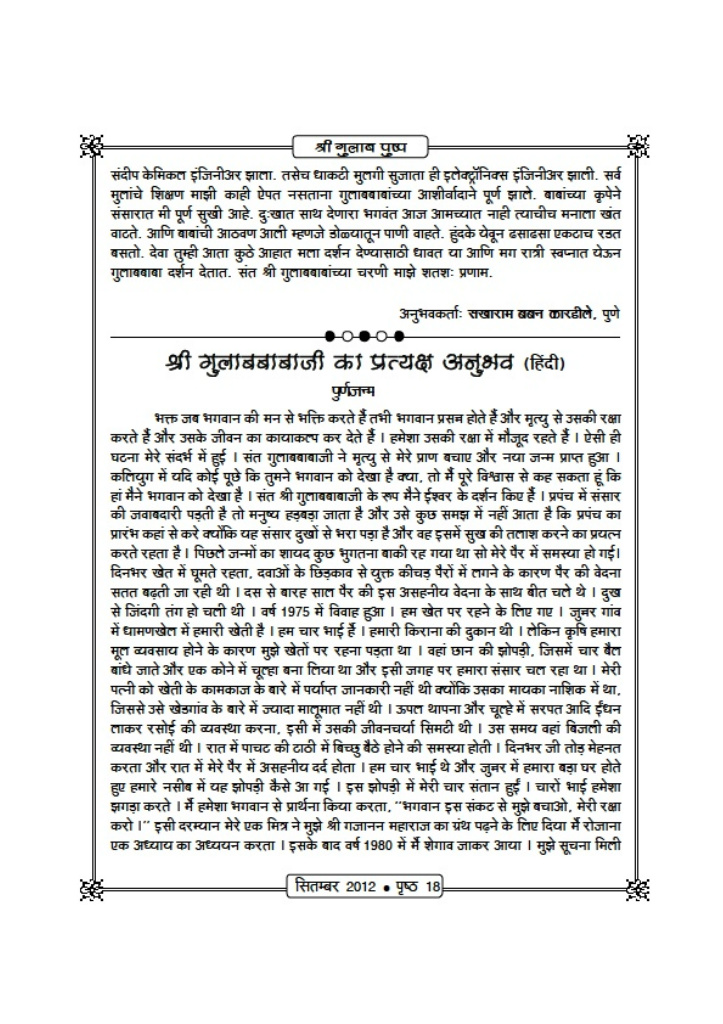 श्री गुलाब पुष्प
संदीप केमिकल इंजिनीअर झाला. तसेच धाकटी मुलगी सुजाता ही इलेक्ट्रॉनिक्स इंजिनीअर झाली. सर्व
मुलांचे शिक्षण माझी काही ऐपत नसताना गुलाबबाबांच्या आशीर्वादाने पूर्ण झाले. बाबांच्या कृपेने
संसारात मी पूर्ण सुखी आहे. दुःखात साथ देणारा भगवंत आज आमच्यात नाही त्याचीच मनाला खंत
वाटते. आणि बाबांची आठवण आली म्हणजे डोळ्यातून पाणी वाहते. हुंदके येवून ढसाढसा एकटाच रडत
बसतो. देवा तुम्ही आता कुठे आहात मला दर्शन देण्यासाठी धावत या आणि मग रात्री स्वप्नात येऊन
गुलाबबाबा दर्शन देतात. संत श्री गुलाबबाबांच्या चरणी माझे शतशः प्रणाम.
अनुभवकर्ताः सखाराम बबन कारडीले, पुणे
श्री गुलाबबाबाजी का प्रत्यक्ष अनुभव (हिंदी)
पुर्णजन्म
भक्त जब भगवान की मन से भक्ति करते हैं तभी भगवान प्रसन्न होते हैं और मृत्यु से उसकी रक्षा
करते हैं और उसके जीवन का कायाकल्प कर देते हैं । हमेशा उसकी रक्षा में मौजूद रहते हैं । ऐसी ही
घटना मेरे संदर्भ में हुई । संत गुलाबबाबाजी ने मृत्यु से मेरे प्राण बचाए और नया जन्म प्राप्त हुआ ।
कलियुग में यदि कोई पूछे कि तुमने भगवान को देखा है क्या, तो मैं पूरे विश्वास से कह सकता हूं कि
हां मैने भगवान को देखा है । संत श्री गुलाबबाबाजी के रूप मैने ईश्वर के दर्शन किए हैं । प्रपंच में संसार
की जवाबदारी पड़ती है तो मनुष्य हड़बड़ा जाता है और उसे कुछ समझ में नहीं आता है कि प्रपंच का
प्रारंभ कहां से करे क्योंकि यह संसार दुखों से भरा पड़ा है और वह इसमें सुख की तलाश करने का प्रयत्न
करते रहता है । पिछले जन्मों का शायद कुछ भुगतना बाकी रह गया था सो मेरे पैर में समस्या हो गई।
दिनभर खेत में घूमते रहता, दवाओं के छिड़काव से युक्त कीचड़ पैरों में लगने के कारण पैर की वेदना
सतत बढ़ती जा रही थी । दस से बारह साल पैर की इस असहनीय वेदना के साथ बीत चले थे । दुख
से जिंदगी तंग हो चली थी । वर्ष 1975 में विवाह हुआ । हम खेत पर रहने के लिए गए । जुन्नर गांव
में धामणखेल में हमारी खेती है । हम चार भाई हैं । हमारी किराना की दुकान थी । लेकिन कृषि हमारा
मूल व्यवसाय होने के कारण मुझे खेतों पर रहना पड़ता था । वहां छान की झोपड़ी, जिसमें चार बैल
बांधे जाते और एक कोने में चूल्हा बना लिया था और इसी जगह पर हमारा संसार चल रहा था । मेरी
पत्नी को खेती के कामकाज के बारे में पर्याप्त जानकारी नहीं थी क्योंकि उसका मायका नाशिक में था,
जिससे उसे खेडगांव के बारे में ज्यादा मालूमात नहीं थी । ऊपल थापना और चूल्हे में सरपत आदि ईंधन
लाकर रसोई की व्यवस्था करना, इसी में उसकी जीवनचर्या सिमटी थी । उस समय वहां बिजली की
व्यवस्था नहीं थी । रात में पाचट की टाठी में बिच्छु बैठे होने की समस्या होती । दिनभर जी तोड़ मेहनत
करता और रात में मेरे पैर में असहनीय दर्द होता । हम चार भाई थे और जुन्नर में हमारा बड़ा घर होते
हुए हमारे नसीब में यह झोपड़ी कैसे आ गई । इस झोपड़ी में मेरी चार संतान हुईं । चारों भाई हमेशा
झगड़ा करते । मैं हमेशा भगवान से प्रार्थना किया करता, ‘‘भगवान इस संकट से मुझे बचाओ, मेरी रक्षा
करो ।’’ इसी दरम्यान मेरे एक मित्र ने मुझे श्री गजानन महाराज का ग्रंथ पढ़ने के लिए दिया मैं रोजाना
एक अध्याय का अध्ययन करता । इसके बाद वर्ष 1980 में मैं शेगाव जाकर आया । मुझे सूचना मिली
सितम्बर 2012 ● पृष्ठ 18